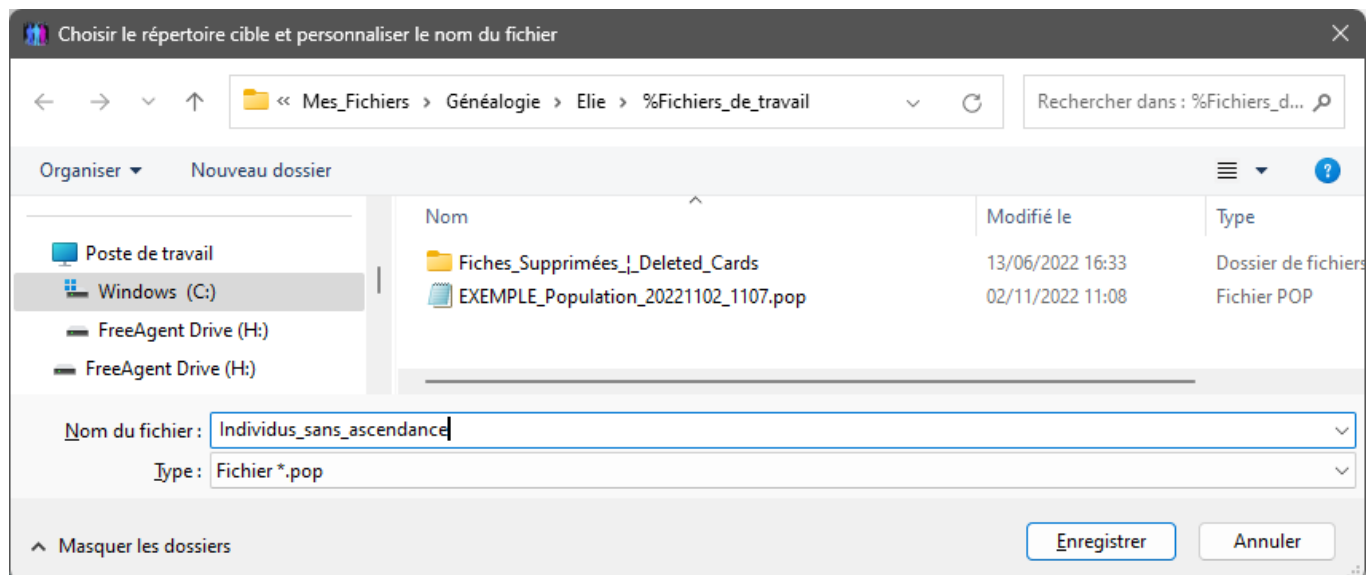 Choisir le répertoire cible et personnaliser le nom du fichier
« Mes_Fichiers › Généalogie › Elie › %Fichiers_de_travail
Rechercher dans : %Fichiers_d...
Organiser
Nouveau dossier
?
Nom
Modifié le
Type
Poste de travail
Fiches_Supprimées_¦_Deleted_Cards
13/06/2022 16:33
Dossier de fichiers
Windows (C:)
EXEMPLE_Population_20221102_1107.pop
02/11/2022 11:08
Fichier POP
FreeAgent Drive (H:)
FreeAgent Drive (H:)
Nom du fichier : Individus_sans_ascendance
Type : Fichier *.pop
Masquer les dossiers
Enregistrer
Annuler